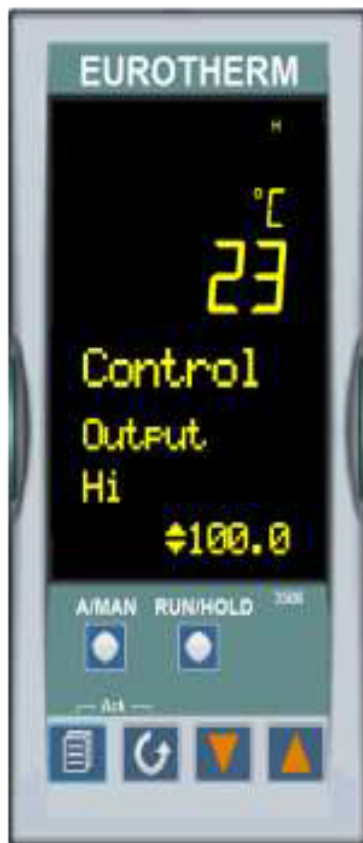 EUROTHERM
H
°C
23
Control
Output
Hi
100.0
A/MAN RUN/HOLD
Ack